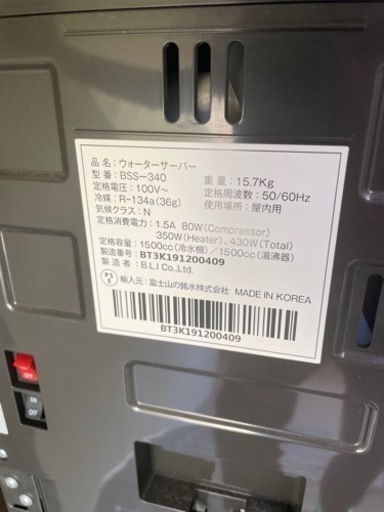 品名：ウォーターサーバー
型番：BSS-340 重量：15.7Kg
定格電圧：100V～ 定格周波数：50/60Hz
冷媒：R-134a(36g) 使用場所：屋内用
気候クラス：N
定格消費電力：1.5A 80W(Compressor)
350W(Heater)、430W(Total)
定格容量：1500cc(冷水機)/1500cc(湯沸器)
製造番号：BT3K191200409
製造者：B.L.I Co.,Ltd.
PSE 輸入元：富士山の銘水株式会社 MADE IN KOREA
BT3K191200409
ON
OFF